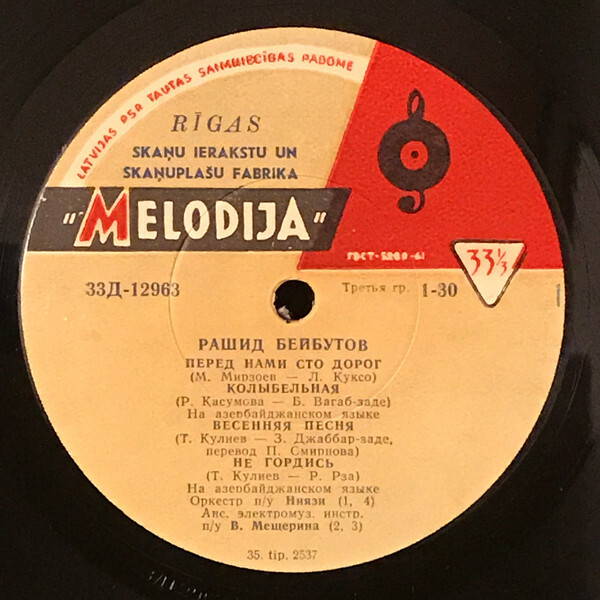 LATVIJAS PSR TAUTAS SAIMNIECĪBAS PADOME
RĪGAS
SKAŅU IERAKSTU UN
SKAŅUPLAŠU FABRIKA
"MELODIJA"
ГОСТ-5289-61
33⅓
33Д-12963
Третья гр. 1-30
РАШИД БЕЙБУТОВ
ПЕРЕД НАМИ СТО ДОРОГ
(М. Мирзоев — Л. Куксо)
КОЛЫБЕЛЬНАЯ
(Р. Касумова — Б. Вагаб-заде)
На азербайджанском языке
ВЕСЕННЯЯ ПЕСНЯ
(Т. Кулиев — З. Джаббар-заде,
перевод П. Смирнова)
НЕ ГОРДИСЬ
(Т. Кулиев — Р. Рза)
На азербайджанском языке
Оркестр п/у Ниязи (1, 4)
Анс. электромуз. инстр.
п/у В. Мещерина (2, 3)
35. tip. 2537